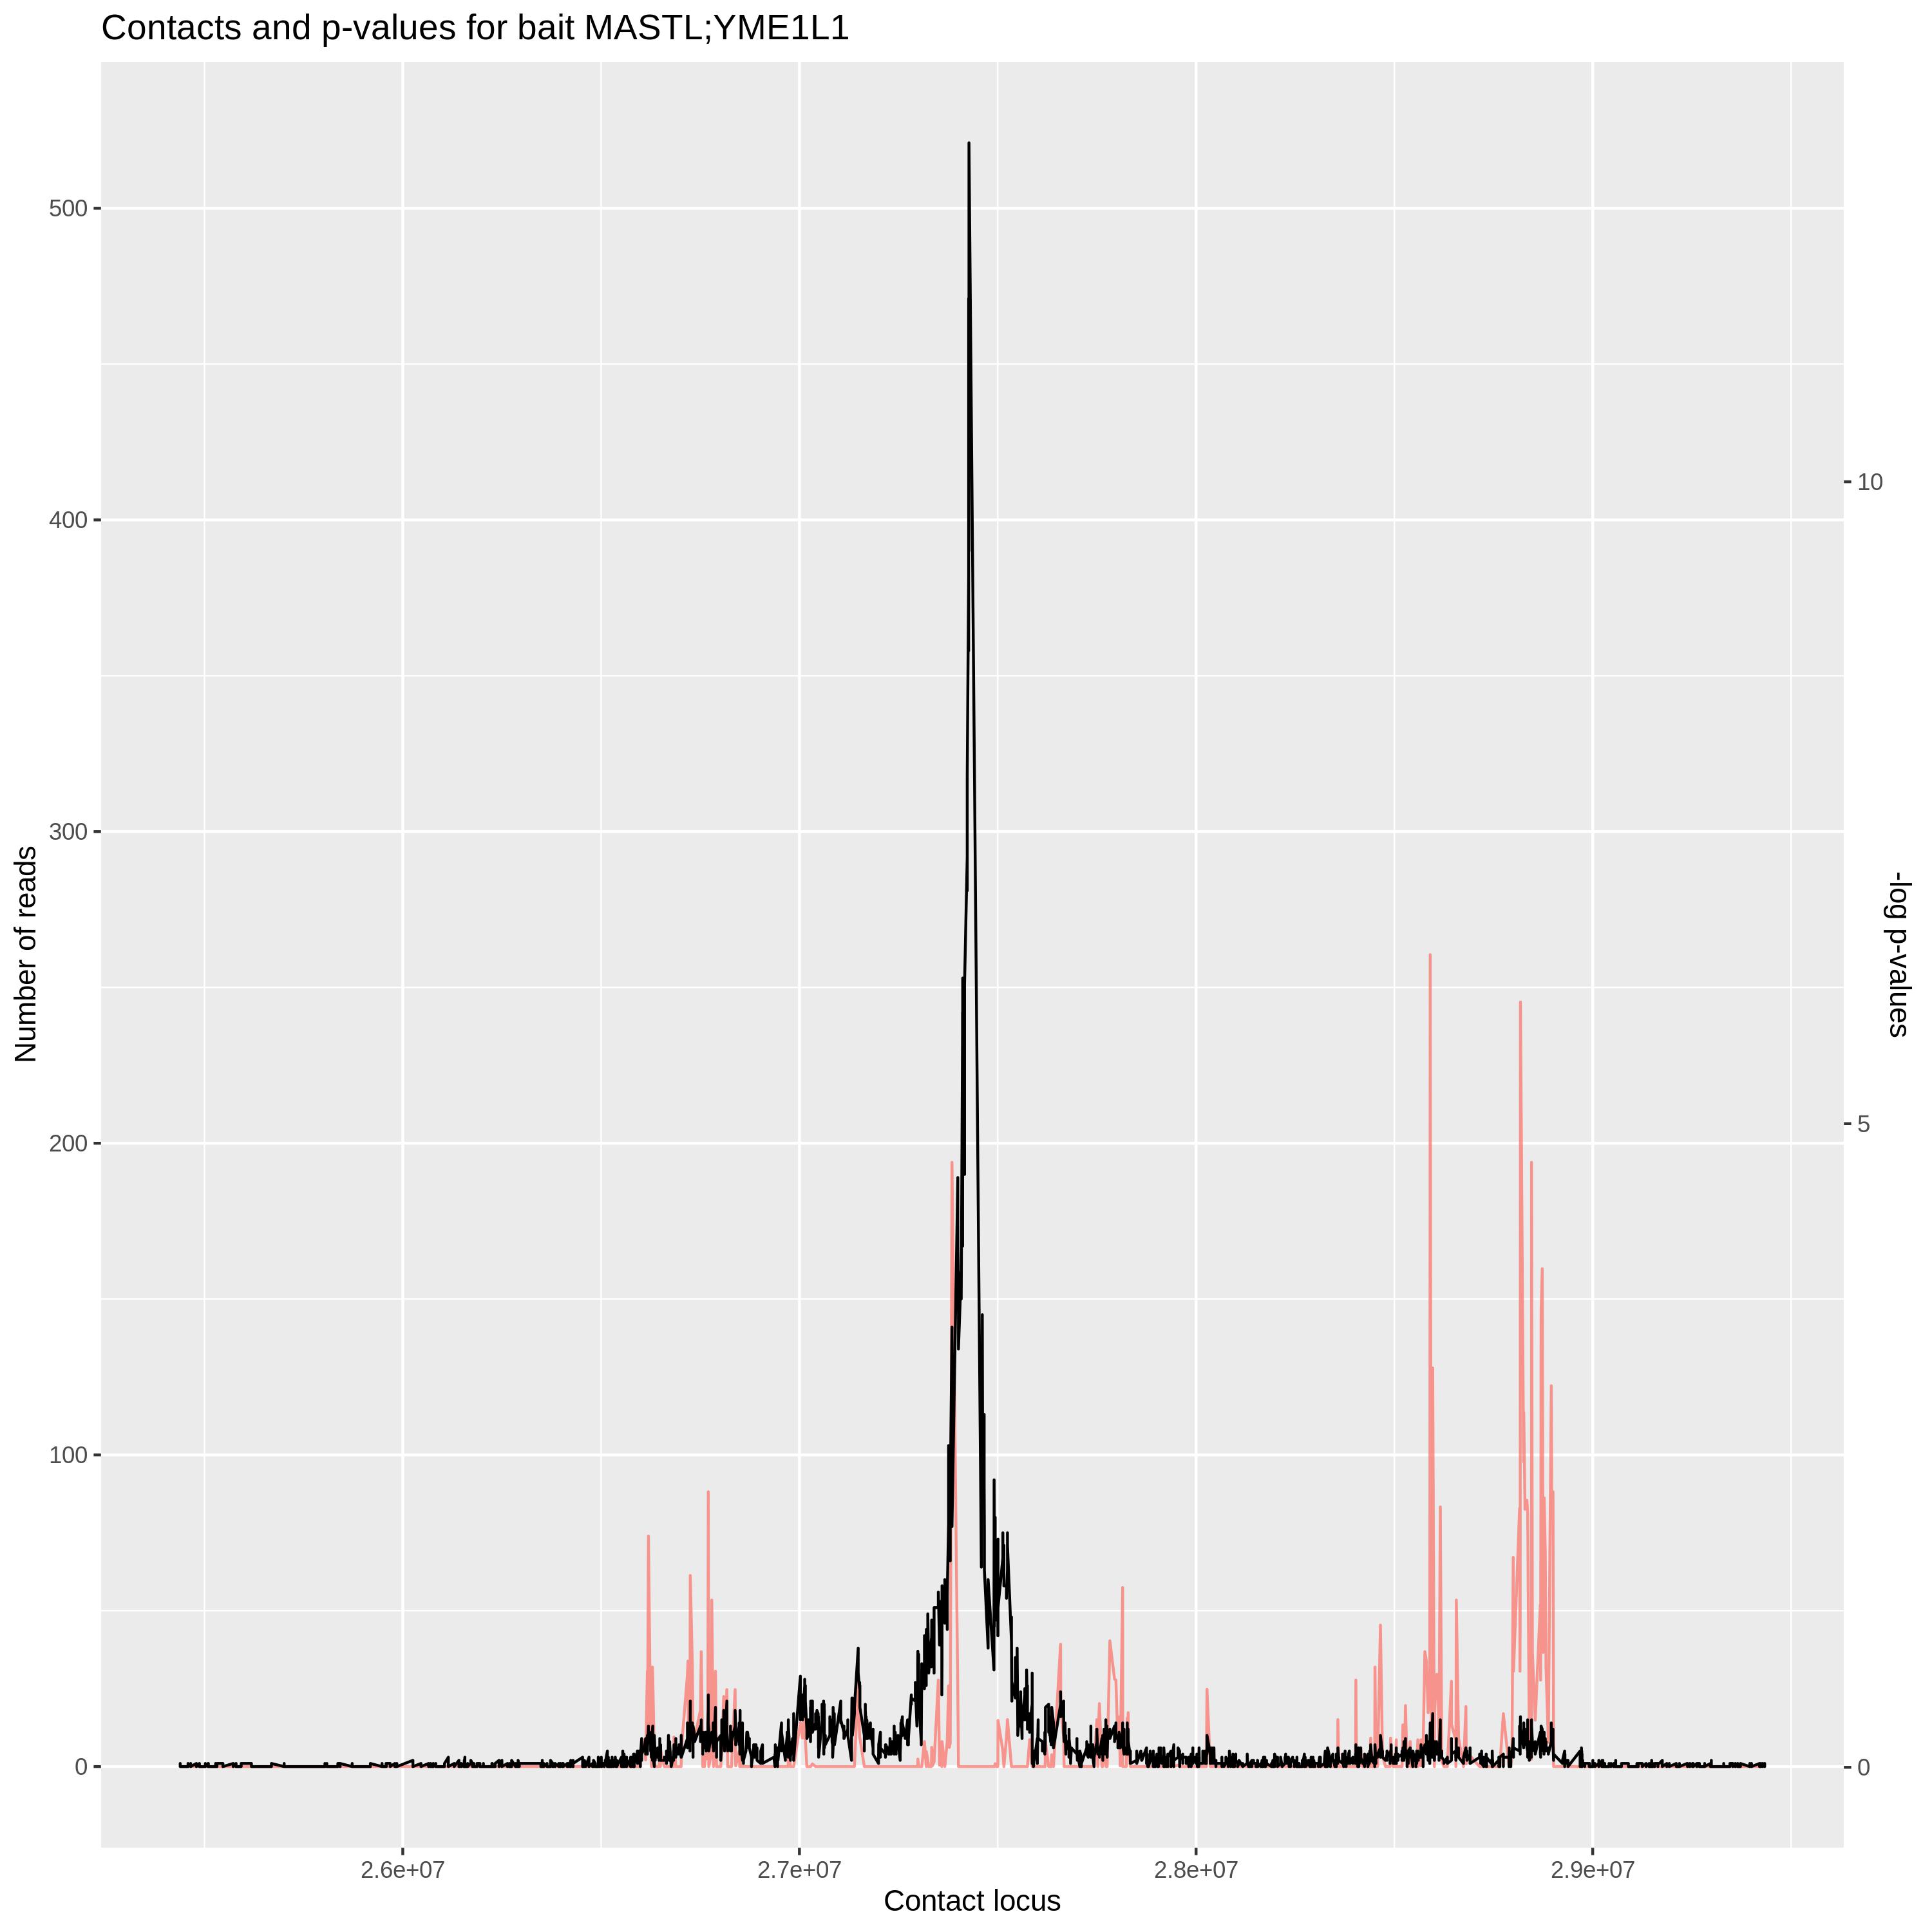 Contacts and p-values for bait MASTL;YME1L1
500
400
300
200
100
0
10
5
0
Number of reads
-log p-values
2.6e+07
2.7e+07
2.8e+07
2.9e+07
Contact locus